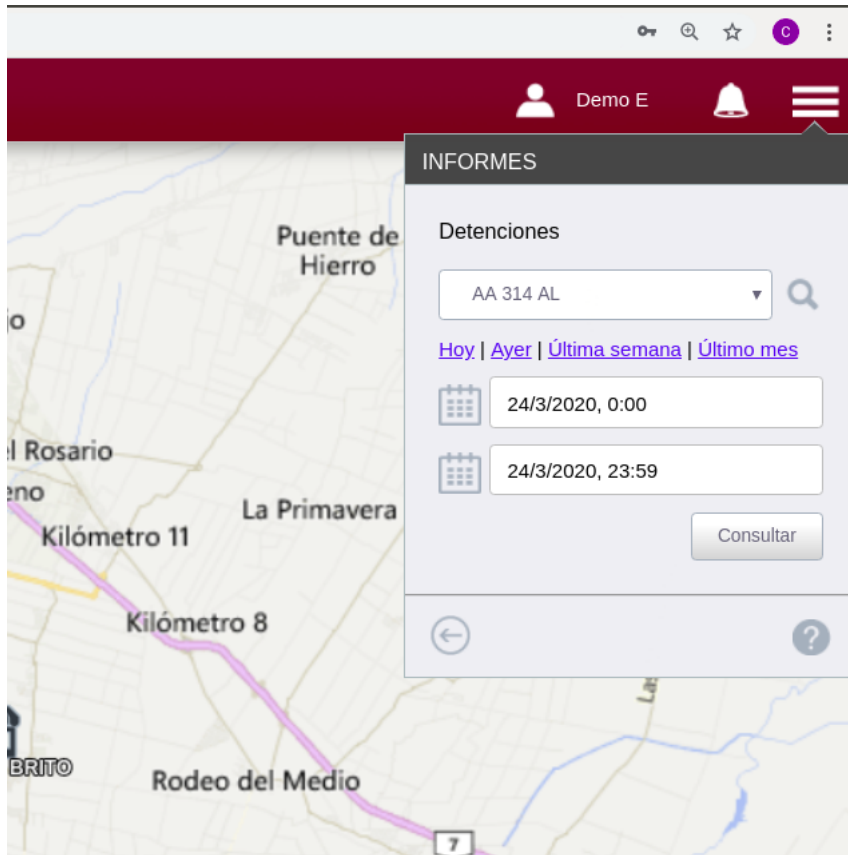 C
Demo E
INFORMES
Detenciones
AA 314 AL
Hoy | Ayer | Última semana | Último mes
24/3/2020, 0:00
24/3/2020, 23:59
Consultar
?
Puente de
Hierro
o
l Rosario
eno
La Primavera
Kilómetro 11
Kilómetro 8
Las
BRITO
Rodeo del Medio
7